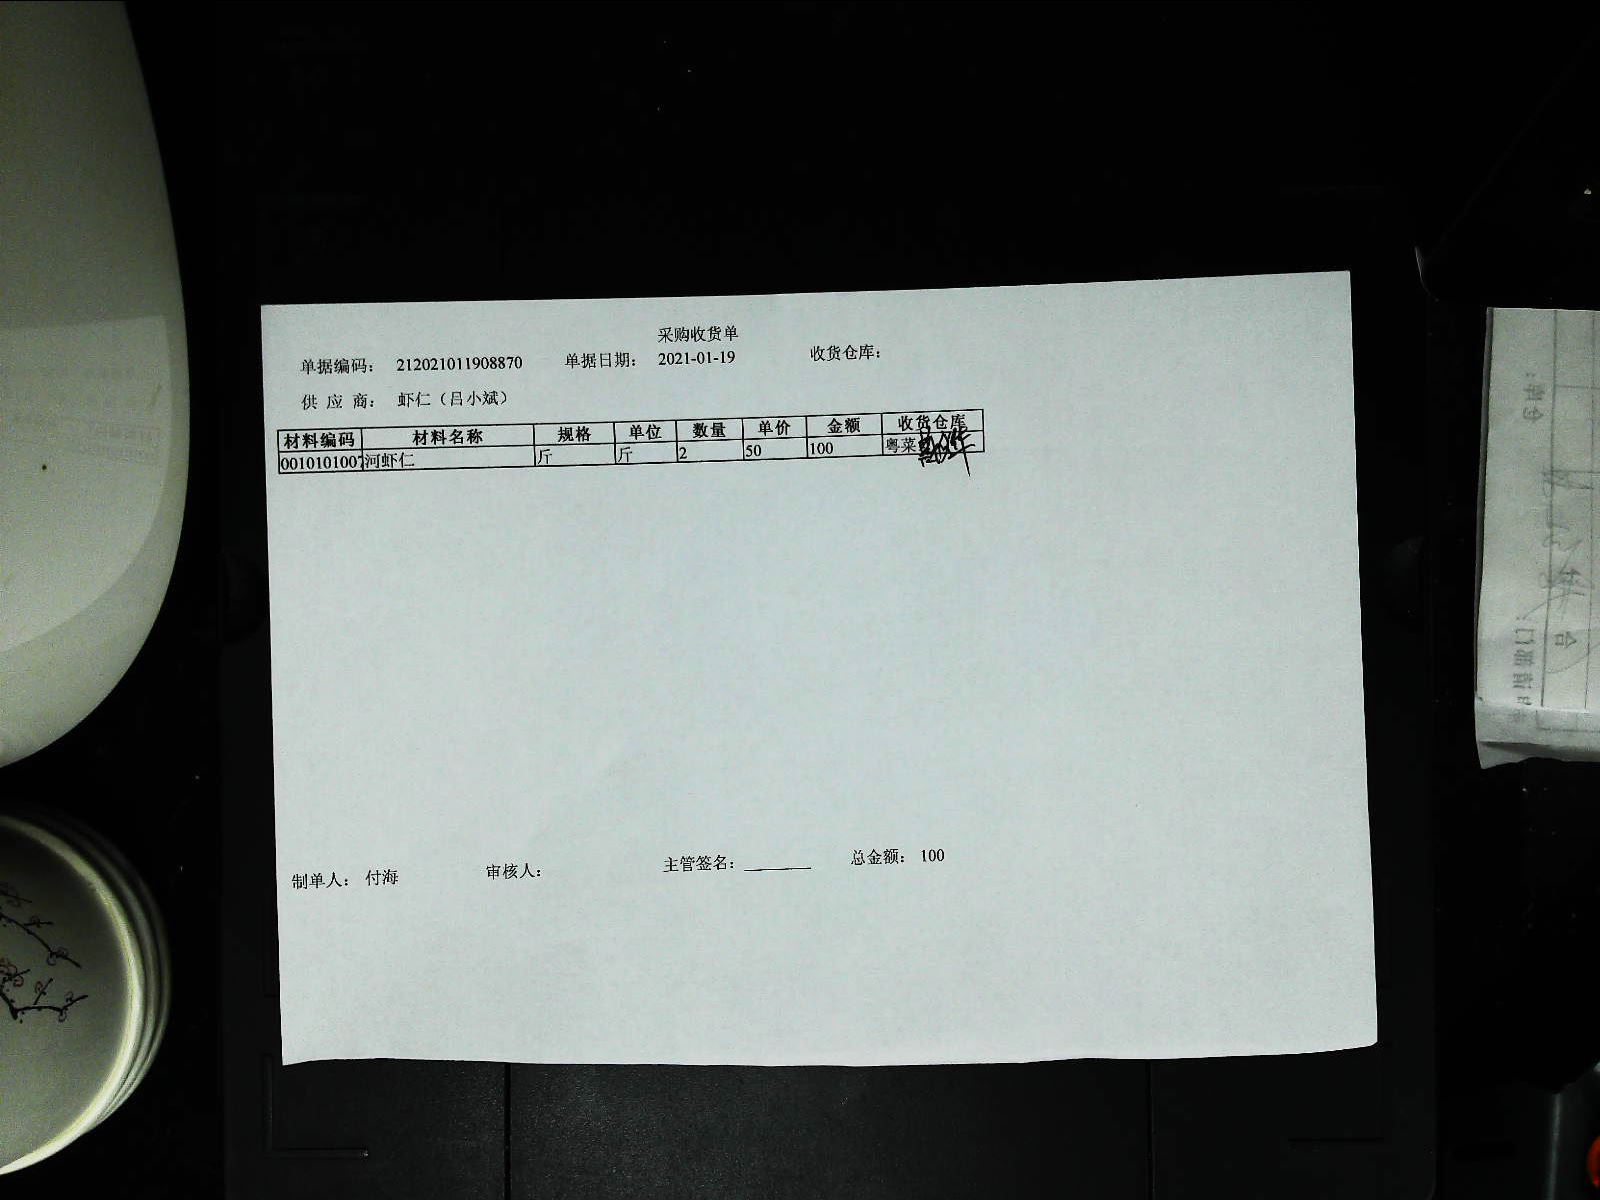 采购收货单
单据编码： 212021011908870 单据日期： 2021-01-19 收货仓库：
供 应 商： 虾仁（吕小斌）
材料编码 材料名称 规格 单位 数量 单价 金额 收货仓库
001010100 河虾仁 斤 斤 2 50 100 粤菜
制单人： 付海 审核人： 主管签名： 总金额： 100